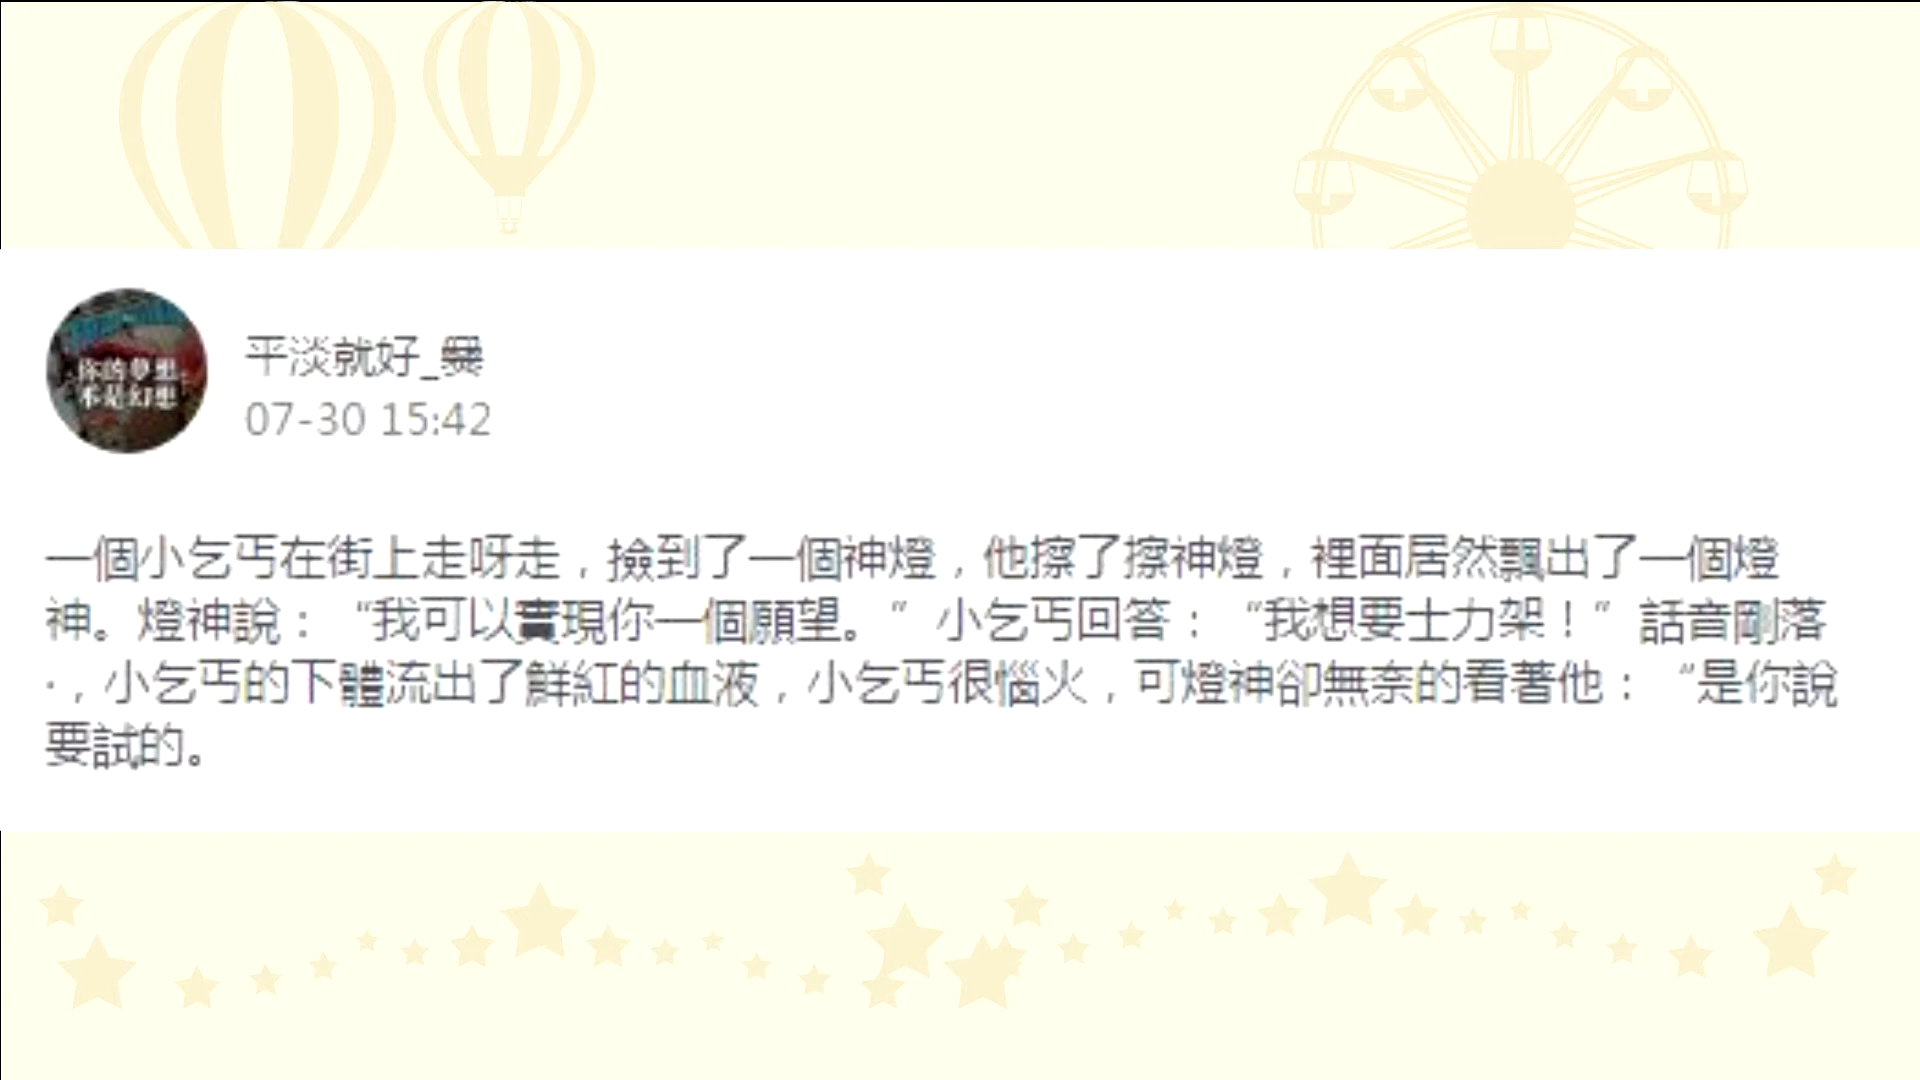 你的夢想
不是幻想
平淡就好_
07-30 15:42
一個小乞丐在街上走呀走，撿到了一個神燈，他擦了擦神燈，裡面居然飄出了一個燈
神。燈神說：“我可以實現你一個願望。”小乞丐回答：“我想要士力架！”話音剛落
·，小乞丐的下體流出了鮮紅的血液，小乞丐很惱火，可燈神卻無奈的看著他：“是你說
要試的。